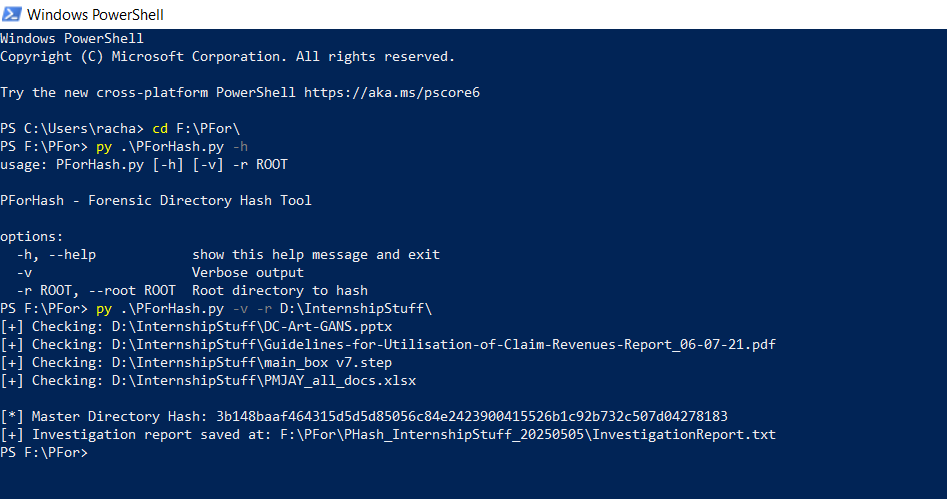 Windows PowerShell
Windows PowerShell
Copyright (C) Microsoft Corporation. All rights reserved.
Try the new cross-platform PowerShell https://aka.ms/pscore6
PS C:\Users\racha> cd F:\PFor\
PS F:\PFor> py .\PForHash.py -h
usage: PForHash.py [-h] [-v] -r ROOT
PForHash - Forensic Directory Hash Tool
options:
-h, --help show this help message and exit
-v Verbose output
-r ROOT, --root ROOT Root directory to hash
PS F:\PFor> py .\PForHash.py -v -r D:\InternshipStuff\
[+] Checking: D:\InternshipStuff\DC-Art-GANS.pptx
[+] Checking: D:\InternshipStuff\Guidelines-for-Utilisation-of-Claim-Revenues-Report_06-07-21.pdf
[+] Checking: D:\InternshipStuff\main_box v7.step
[+] Checking: D:\InternshipStuff\PMJAY_all_docs.xlsx
[*] Master Directory Hash: 3b148baaf464315d5d5d85056c84e2423900415526b1c92b732c507d04278183
[+] Investigation report saved at: F:\PFor\PHash_InternshipStuff_20250505\InvestigationReport.txt
PS F:\PFor>